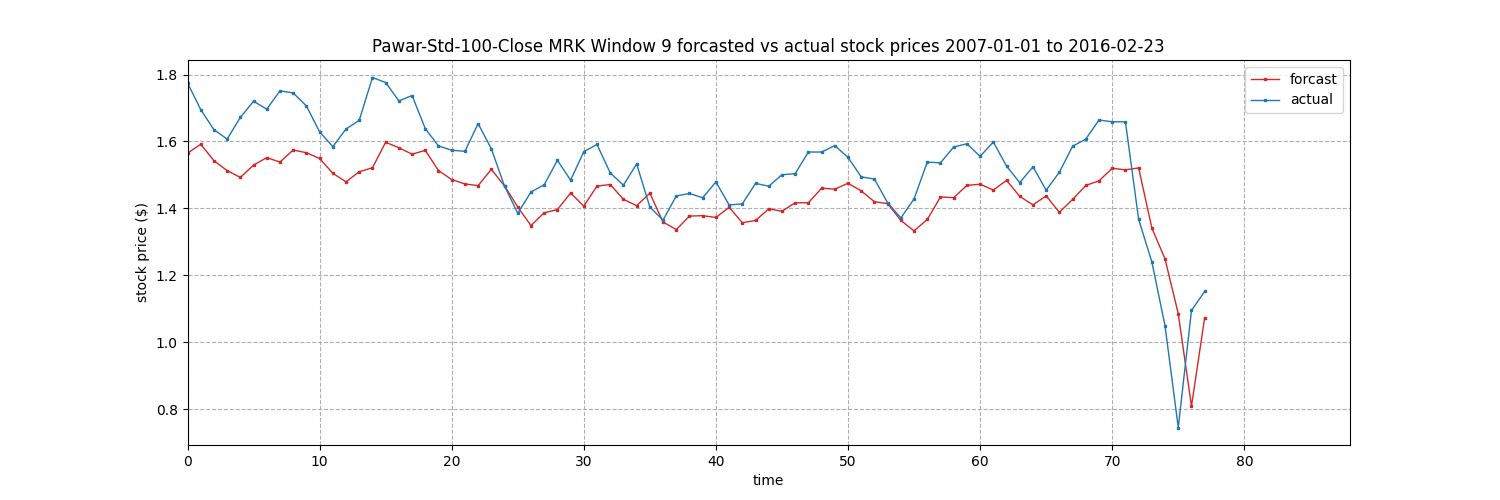 Pawar-Std-100-Close MRK Window 9 forcasted vs actual stock prices 2007-01-01 to 2016-02-23
forcast
actual
stock price ($)
1.8
1.6
1.4
1.2
1.0
0.8
0 10 20 30 40 50 60 70 80
time